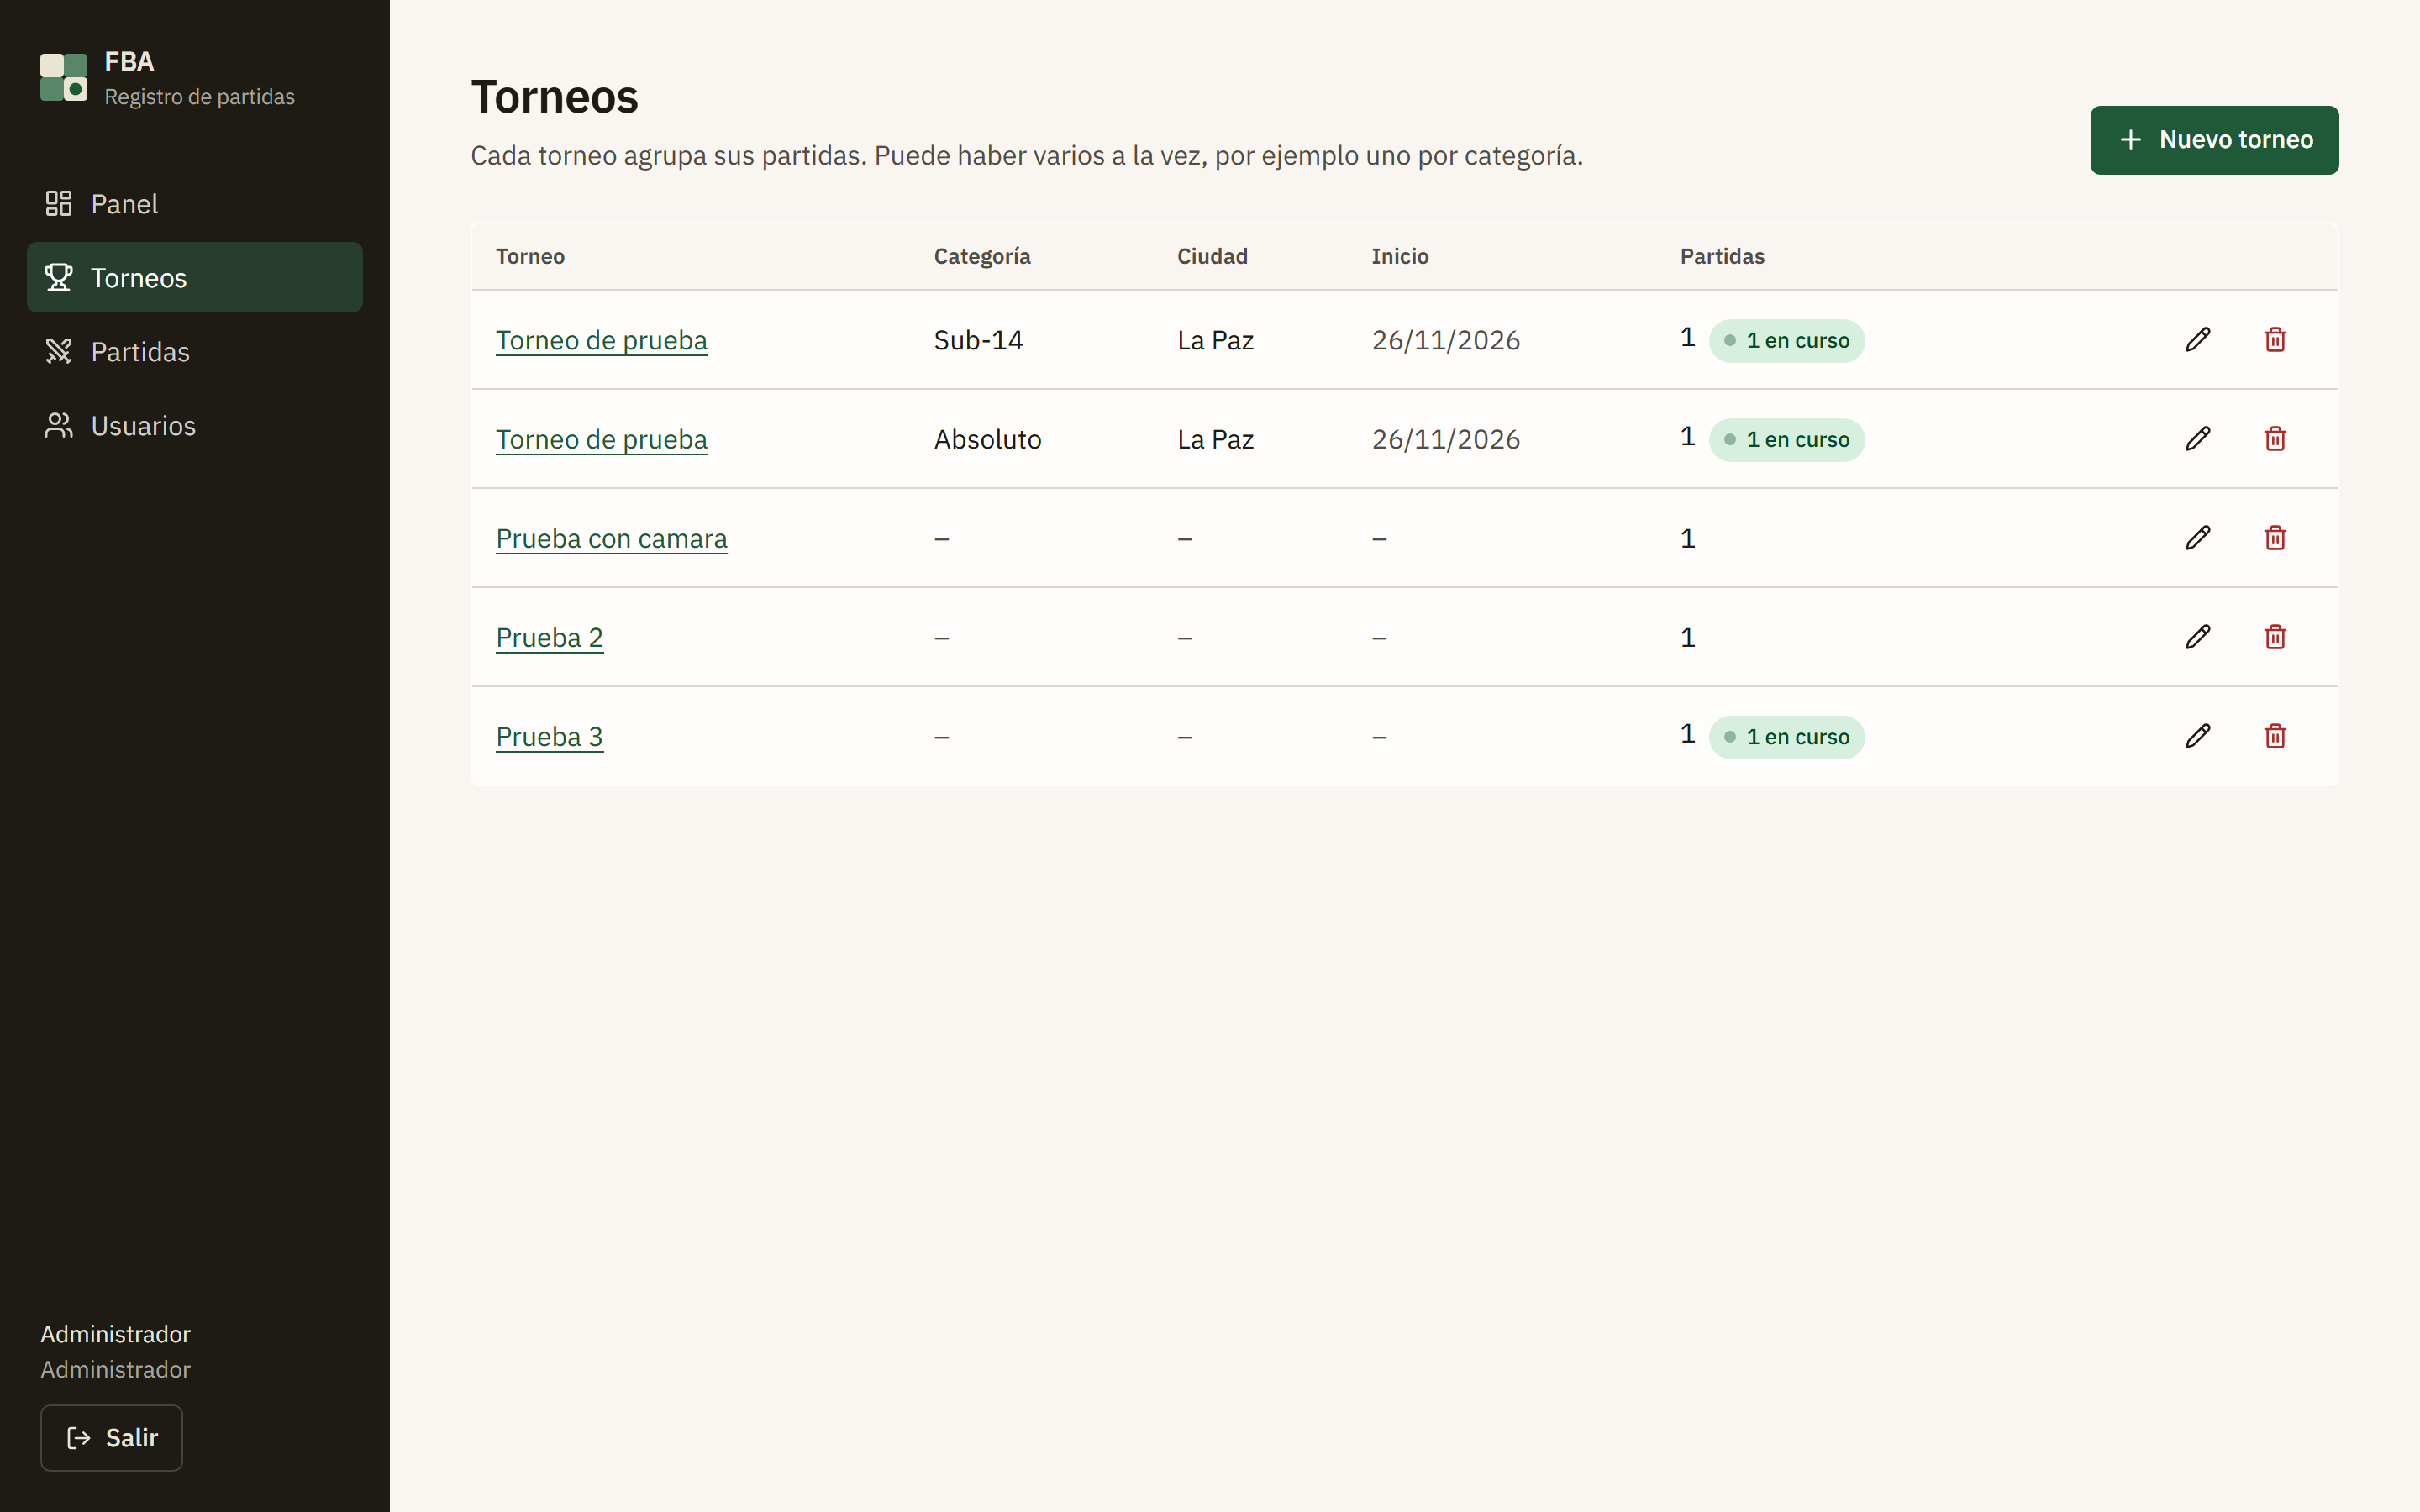 FBA
Registro de partidas
Panel
Torneos
Partidas
Usuarios
Administrador
Administrador
Salir
Torneos
Cada torneo agrupa sus partidas. Puede haber varios a la vez, por ejemplo uno por categoría.
Nuevo torneo
Torneo Categoría Ciudad Inicio Partidas
Torneo de prueba Sub-14 La Paz 26/11/2026 1 1 en curso
Torneo de prueba Absoluto La Paz 26/11/2026 1 1 en curso
Prueba con camara – – – 1
Prueba 2 – – – 1
Prueba 3 – – – 1 1 en curso